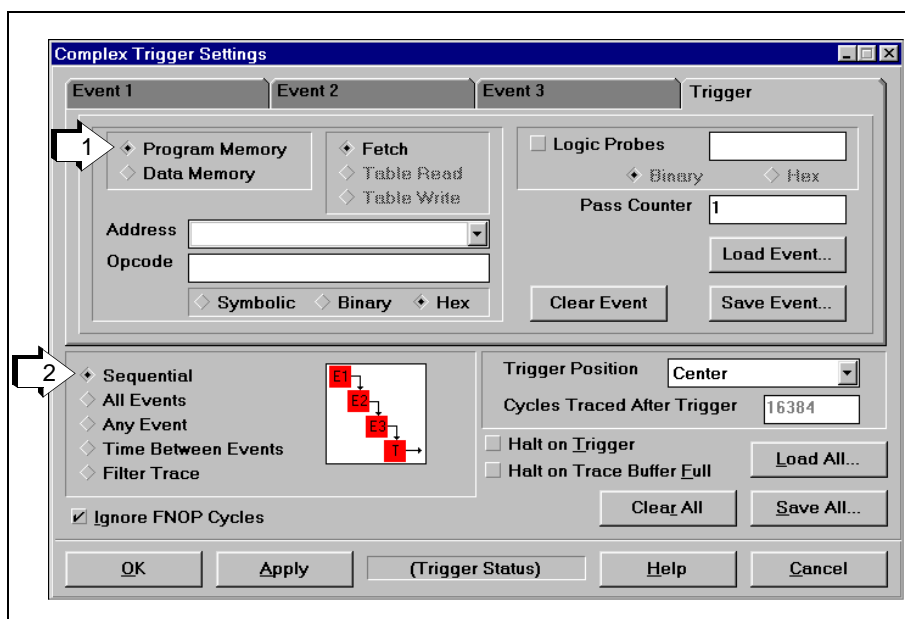 Complex Trigger Settings
Event 1 Event 2 Event 3 Trigger
1
Program Memory
Data Memory
Fetch
Table Read
Table Write
Address
Opcode
Symbolic Binary Hex
Logic Probes
Binary Hex
Pass Counter 1
Load Event...
Clear Event Save Event...
2
Sequential
All Events
Any Event
Time Between Events
Filter Trace
E1
E2
E3
T
Ignore FNOP Cycles
Trigger Position Center
Cycles Traced After Trigger 16384
Halt on Trigger
Halt on Trace Buffer Full
Load All...
Clear All Save All...
OK Apply (Trigger Status) Help Cancel